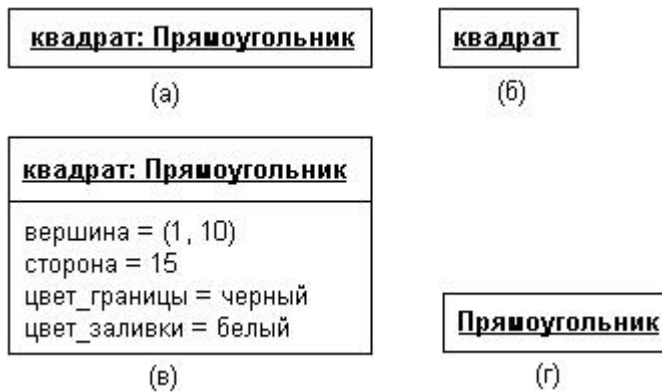 квадрат: Прямоугольник
квадрат
(а)
(б)
квадрат: Прямоугольник
вершина = (1, 10)
сторона = 15
цвет_границы = черный
цвет_заливки = белый
Прямоугольник
(в)
(г)